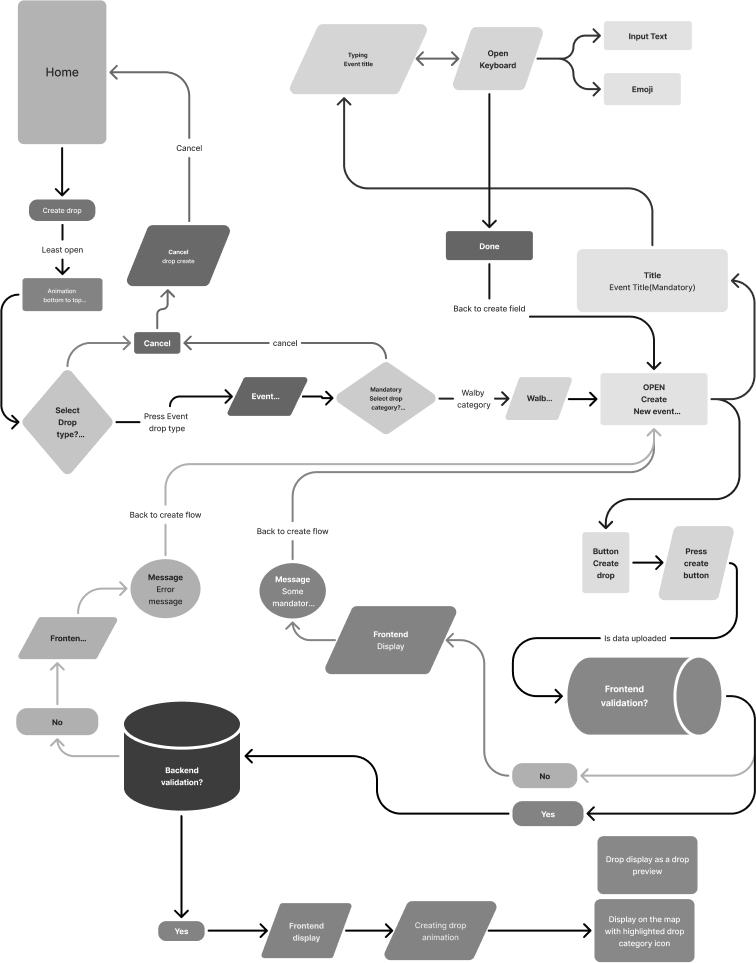 Home
Typing
Event title
Open
Keyboard
Input Text
Emoji
Cancel
Create drop
Least open
Cancel
drop create
Done
Title
Event Title(Mandatory)
Animation
bottom to top...
Back to create field
Cancel
cancel
Select
Drop
type?...
Press Event
drop type
Event...
Mandatory
Select drop
category?...
Walby
category
Walb...
OPEN
Create
New event...
Back to create flow
Back to create flow
Button
Create
drop
Press
create
button
Message
Error
message
Message
Some
mandator...
Fronten...
Frontend
Display
Is data uploaded
Frontend
validation?
No
Backend
validation?
No
Yes
Drop display as a drop
preview
Yes
Frontend
display
Creating drop
animation
Display on the map
with highlighted drop
category icon